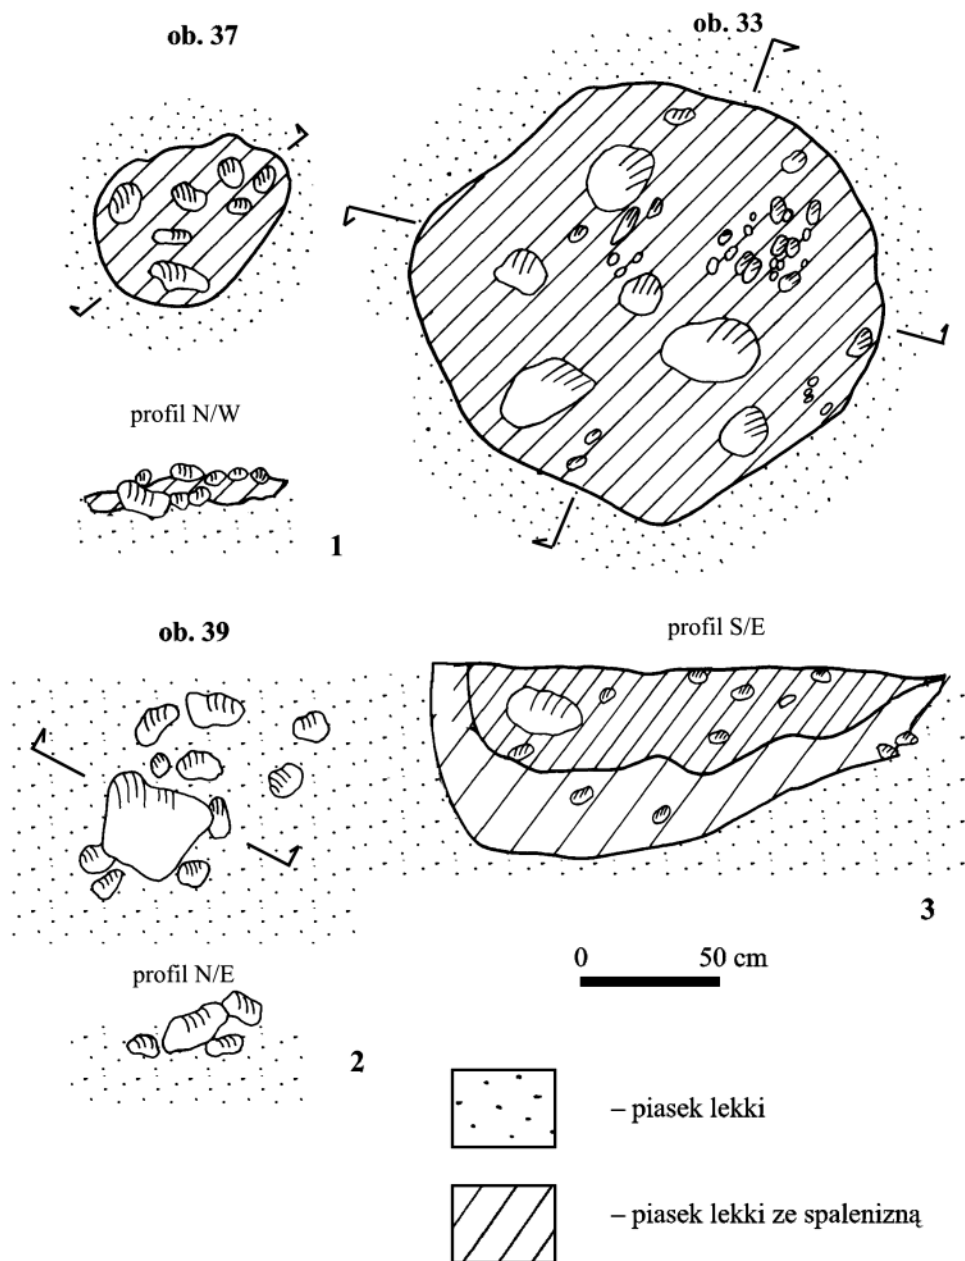 ob. 37
ob. 33
profil N/W
1
ob. 39
profil S/E
3
0 50 cm
profil N/E
2
– piasek lekki
– piasek lekki ze spalenizną